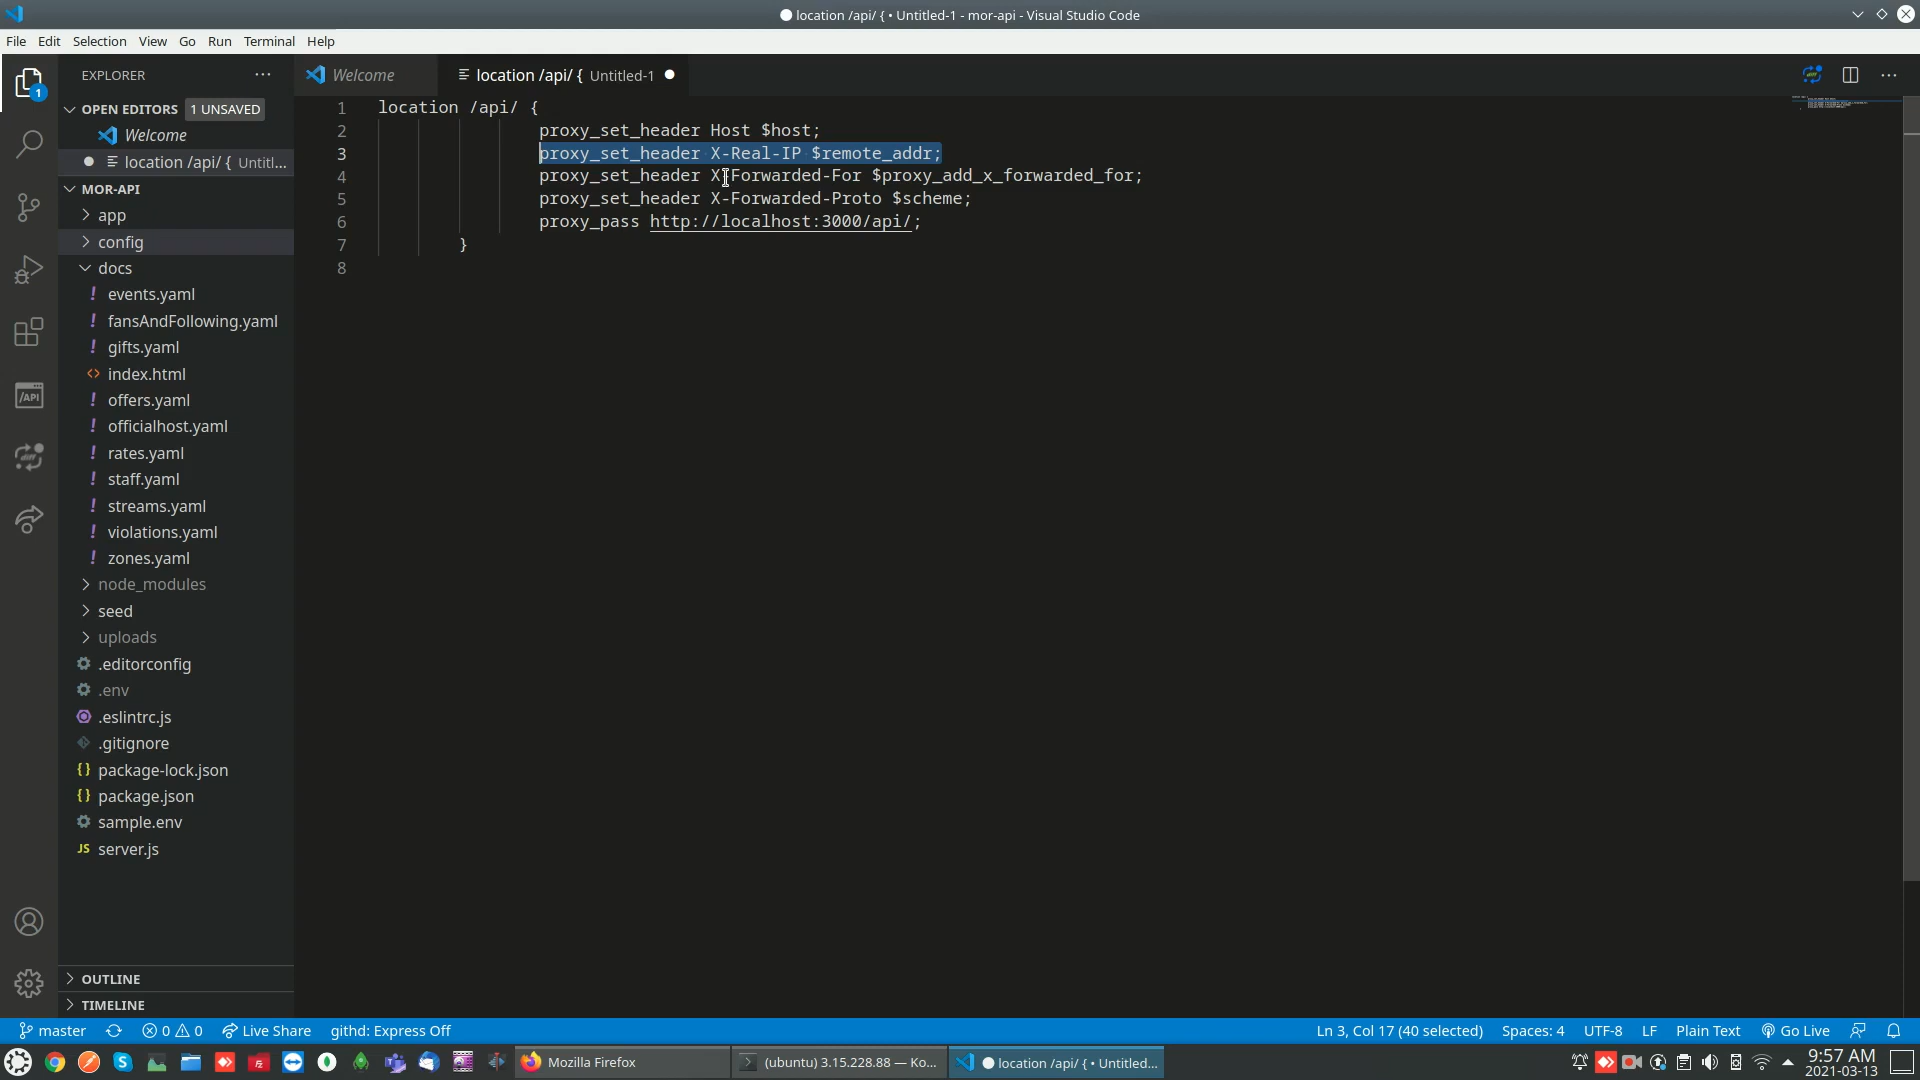 location /api/ { • Untitled-1 - mor-api - Visual Studio Code
File Edit Selection View Go Run Terminal Help
EXPLORER
Welcome
location /api/ { Untitled-1
OPEN EDITORS 1 UNSAVED
Welcome
location /api/ { Untitl...
MOR-API
app
config
docs
events.yaml
fansAndFollowing.yaml
gifts.yaml
index.html
offers.yaml
officialhost.yaml
rates.yaml
staff.yaml
streams.yaml
violations.yaml
zones.yaml
node_modules
seed
uploads
.editorconfig
.env
.eslintrc.js
.gitignore
package-lock.json
package.json
sample.env
JS server.js
OUTLINE
TIMELINE
1 location /api/ {
2 proxy_set_header Host $host;
3 proxy_set_header X-Real-IP $remote_addr;
4 proxy_set_header X-Forwarded-For $proxy_add_x_forwarded_for;
5 proxy_set_header X-Forwarded-Proto $scheme;
6 proxy_pass http://localhost:3000/api/;
7 }
8
master 0 0 Live Share githd: Express Off
Ln 3, Col 17 (40 selected) Spaces: 4 UTF-8 LF Plain Text Go Live
Mozilla Firefox
(ubuntu) 3.15.228.88 — Ko...
location /api/ { • Untitled...
9:57 AM
2021-03-13